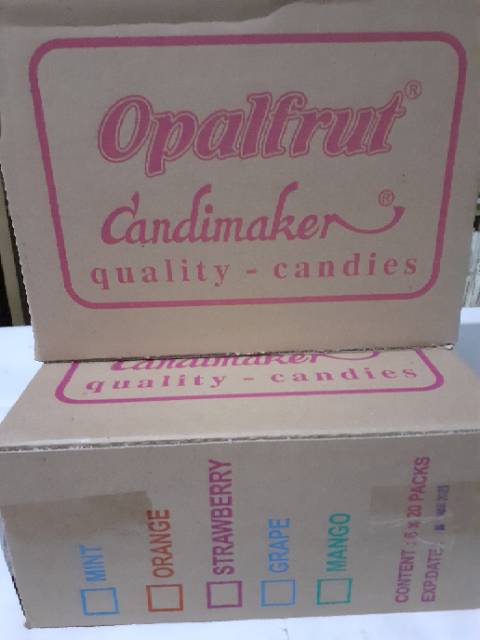 Opalfrut ®
Candimaker ®
quality - candies
Candimaker
quality - candies
MINT
ORANGE
STRAWBERRY
GRAPE
MANGO
CONTENT : 6 x 20 PACKS
EXP.DATE :